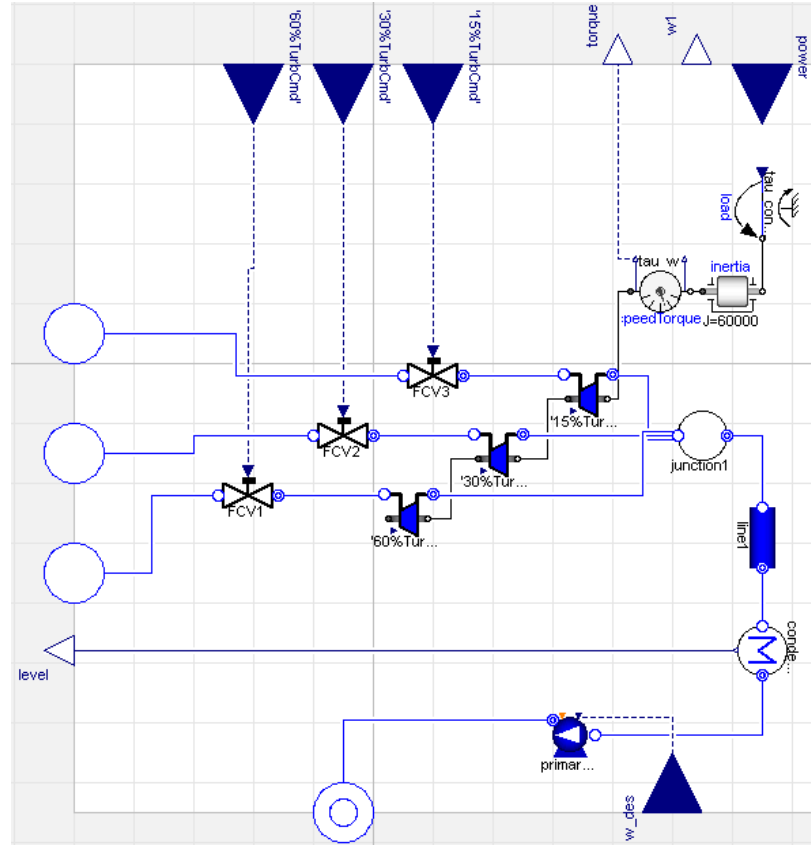 '60%TurbCmd'
'30%TurbCmd'
'15%TurbCmd'
torque
w1
power
tau_con...
load
tau w
inertia
:peedTorque
J=60000
FCV3
'15%Tur...
FCV2
'30%Tur...
junction1
FCV1
'60%Tur...
line1
conde...
level
primar...
w_des